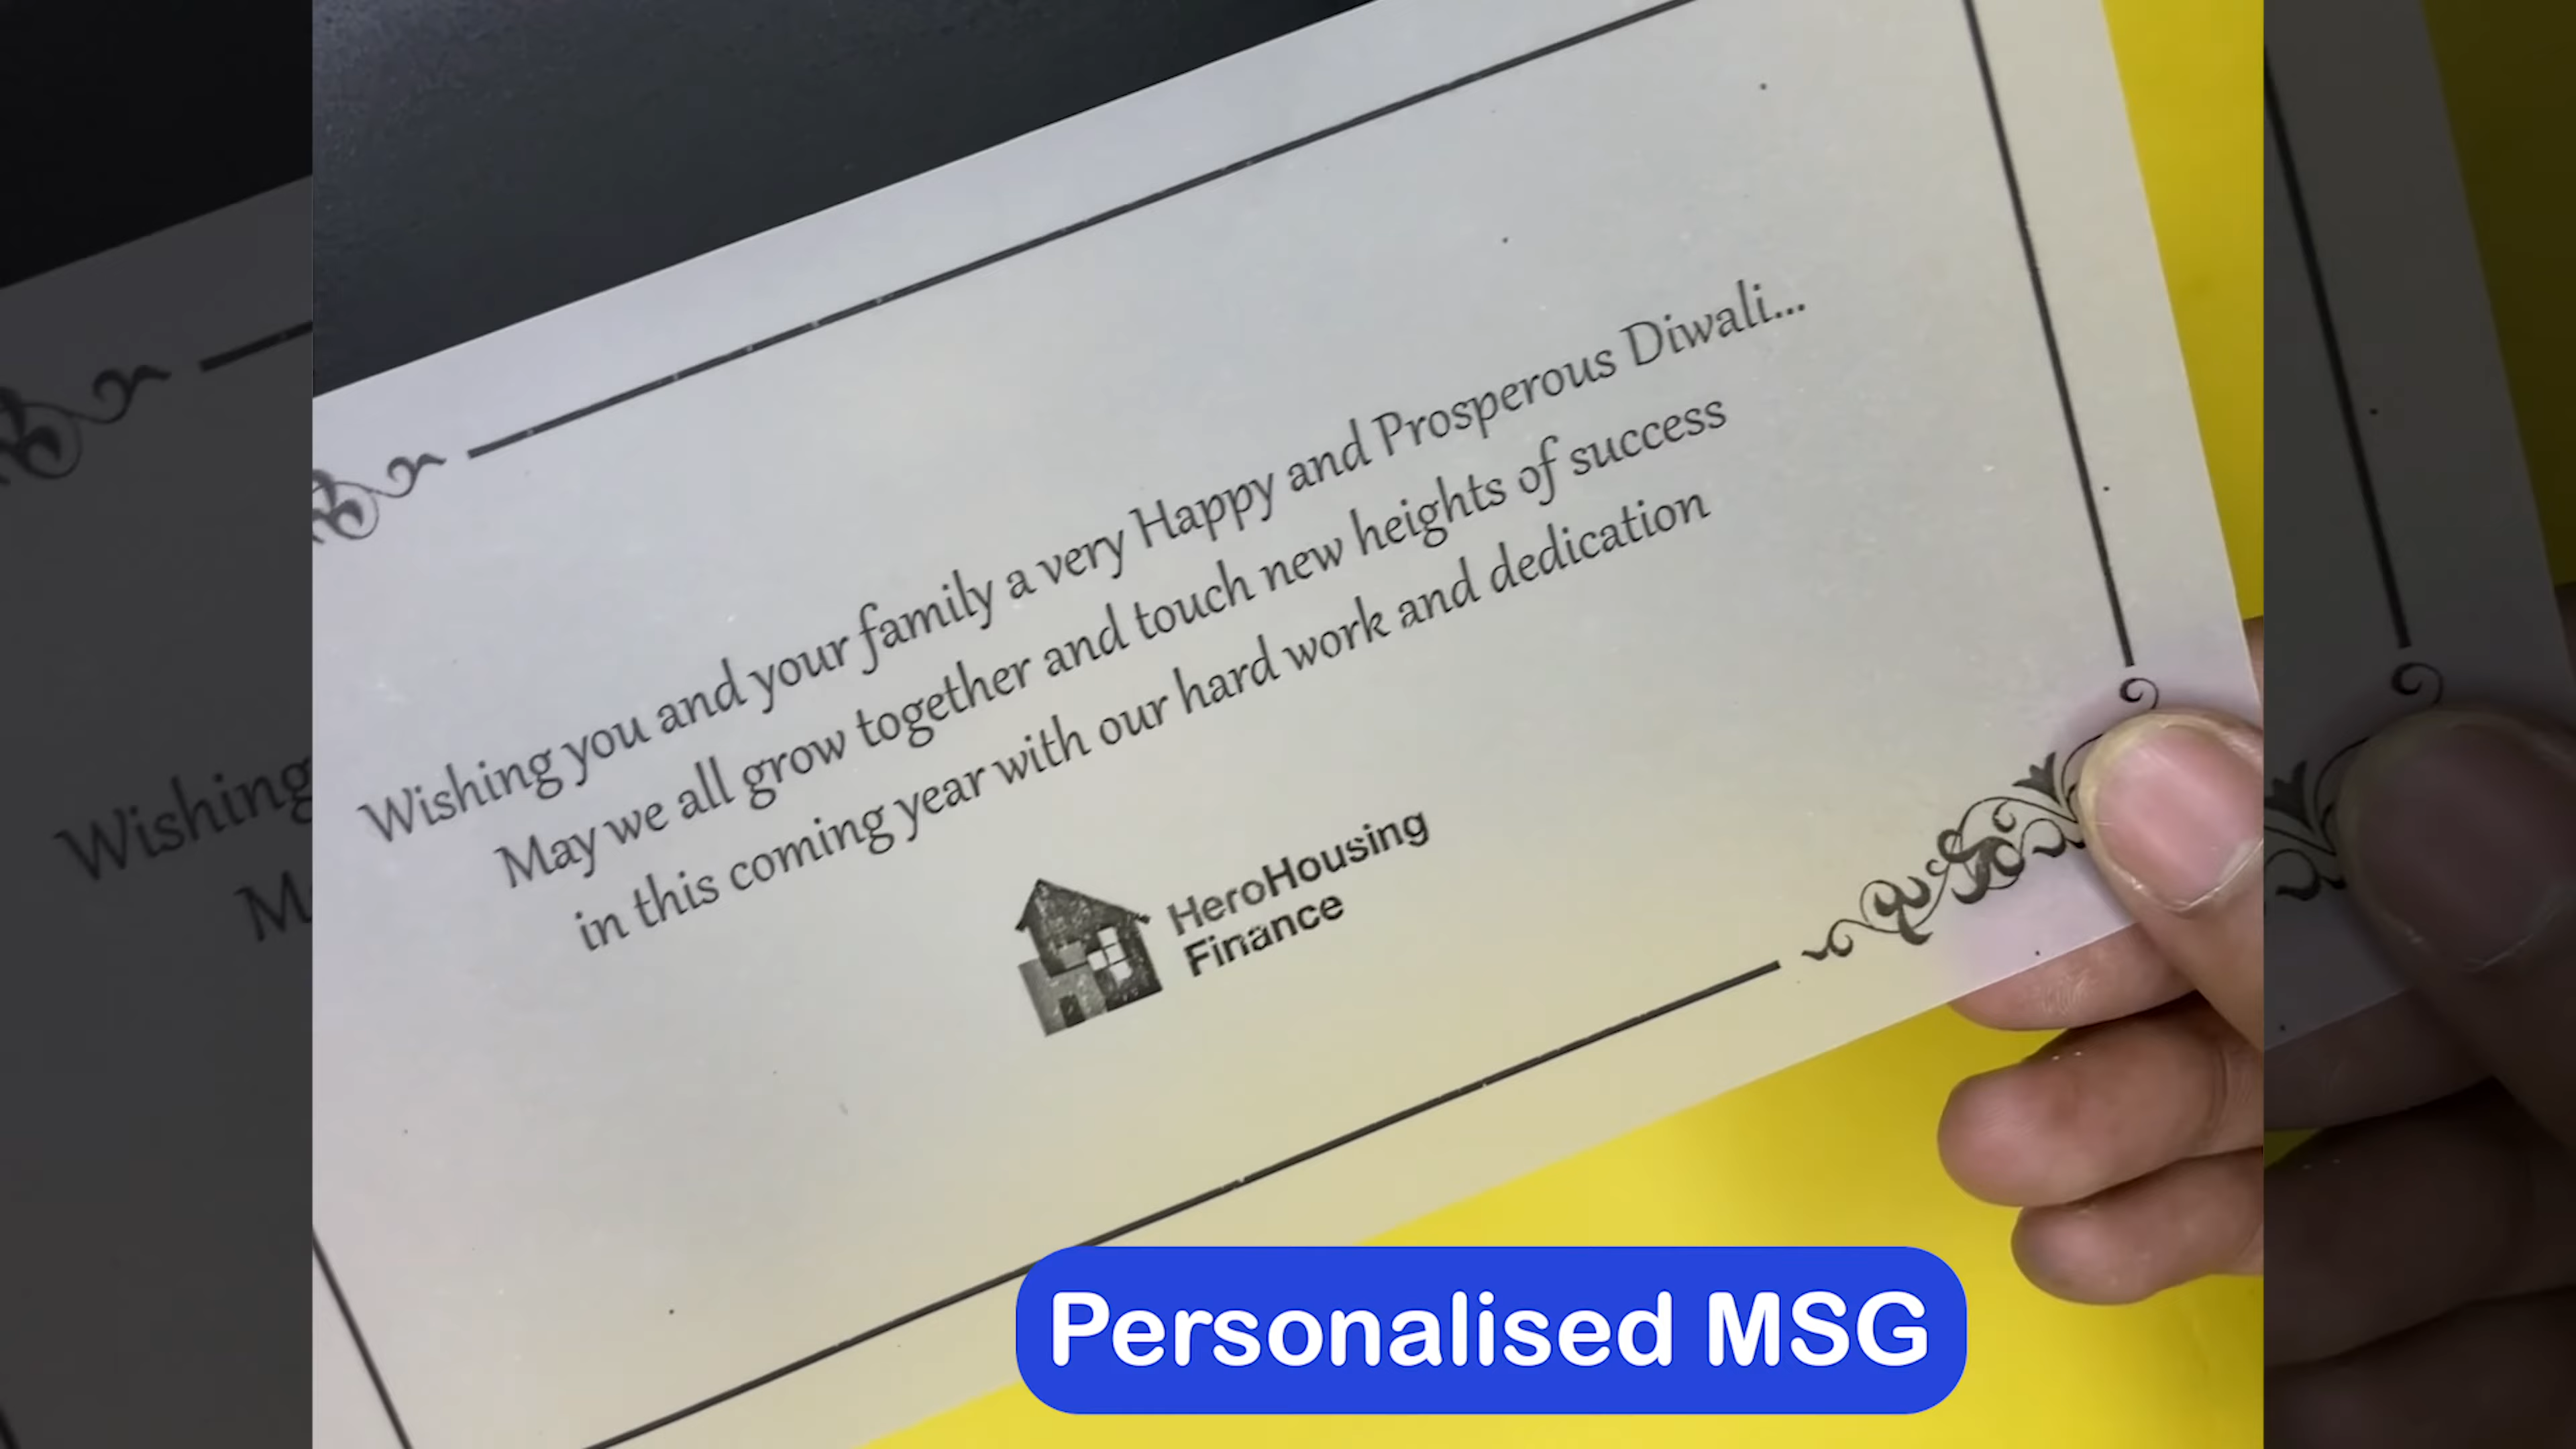 Wishing you and your family a very Happy and Prosperous Diwali...
May we all grow together and touch new heights of success
in this coming year with our hard work and dedication
HeroHousing
Finance
Personalised MSG